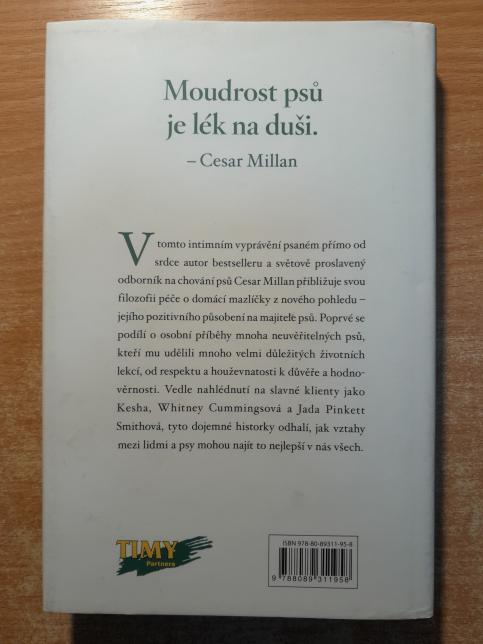 Moudrost psů
je lék na duši.
– Cesar Millan
V tomto intimním vyprávění psaném přímo od
srdce autor bestselleru a světově proslavený
odborník na chování psů Cesar Millan přibližuje svou
filozofii péče o domácí mazlíčky z nového pohledu –
jejího pozitivního působení na majitele psů. Poprvé se
podílí o osobní příběhy mnoha neuvěřitelných psů,
kteří mu udělili mnoho velmi důležitých životních
lekcí, od respektu a houževnatosti k důvěře a hodno-
věrnosti. Vedle nahlédnutí na slavné klienty jako
Kesha, Whitney Cummingsová a Jada Pinkett
Smithová, tyto dojemné historky odhalí, jak vztahy
mezi lidmi a psy mohou najít to nejlepší v nás všech.
TIMY
Partners
ISBN 978-80-89311-95-8
9 788089 311958